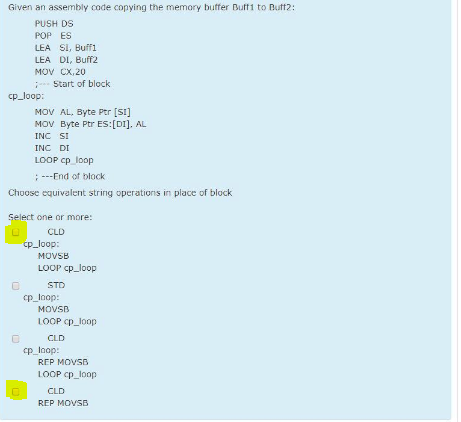 Given an assembly code copying the memory buffer Buff1 to Buff2:
PUSH DS
POP ES
LEA SI, Buff1
LEA DI, Buff2
MOV CX,20
;--- Start of block
cp_loop:
MOV AL, Byte Ptr [SI]
MOV Byte Ptr ES:[DI], AL
INC SI
INC DI
LOOP cp_loop
; ---End of block
Choose equivalent string operations in place of block
Select one or more:
CLD
cp_loop:
MOVSB
LOOP cp_loop
STD
cp_loop:
MOVSB
LOOP cp_loop
CLD
cp_loop:
REP MOVSB
LOOP cp_loop
CLD
REP MOVSB